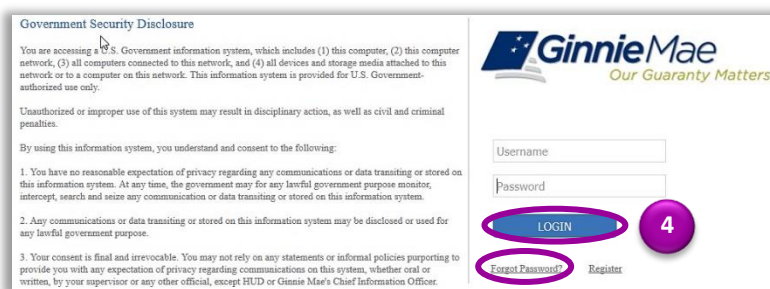 Government Security Disclosure
You are accessing a U.S. Government information system, which includes (1) this computer, (2) this computer
network, (3) all computers connected to this network, and (4) all devices and storage media attached to this
network or to a computer on this network. This information system is provided for U.S. Government-
authorized use only.
Unauthorized or improper use of this system may result in disciplinary action, as well as civil and criminal
penalties.
By using this information system, you understand and consent to the following:
1. You have no reasonable expectation of privacy regarding any communications or data transiting or stored on
this information system. At any time, the government may for any lawful government purpose monitor,
intercept, search and seize any communication or data transiting or stored on this information system.
2. Any communications or data transiting or stored on this information system may be disclosed or used for
any lawful government purpose.
3. Your consent is final and irrevocable. You may not rely on any statements or informal policies purporting to
provide you with any expectation of privacy regarding communications on this system, whether oral or
written, by your supervisor or any other official, except HUD or Ginnie Mae's Chief Information Officer.
GinnieMae
Our Guaranty Matters
Username
Password
LOGIN
4
Forgot Password? Register